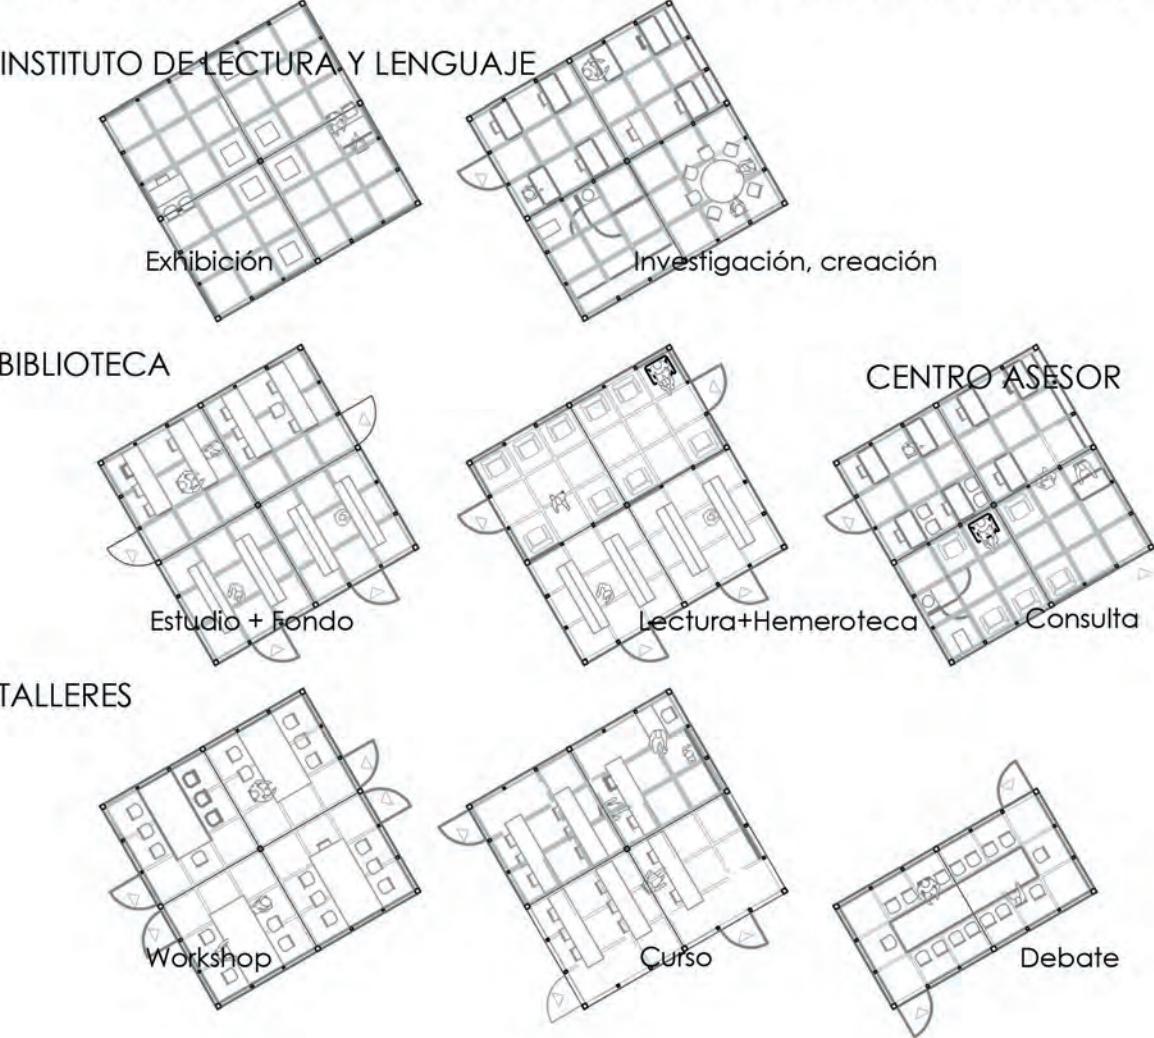 INSTITUTO DE LECTURA Y LENGUAJE
Exhibición
Investigación, creación
BIBLIOTECA
CENTRO ASESOR
Estudio + Fondo
Lectura+Hemeroteca
Consulta
TALLERES
Workshop
Curso
Debate